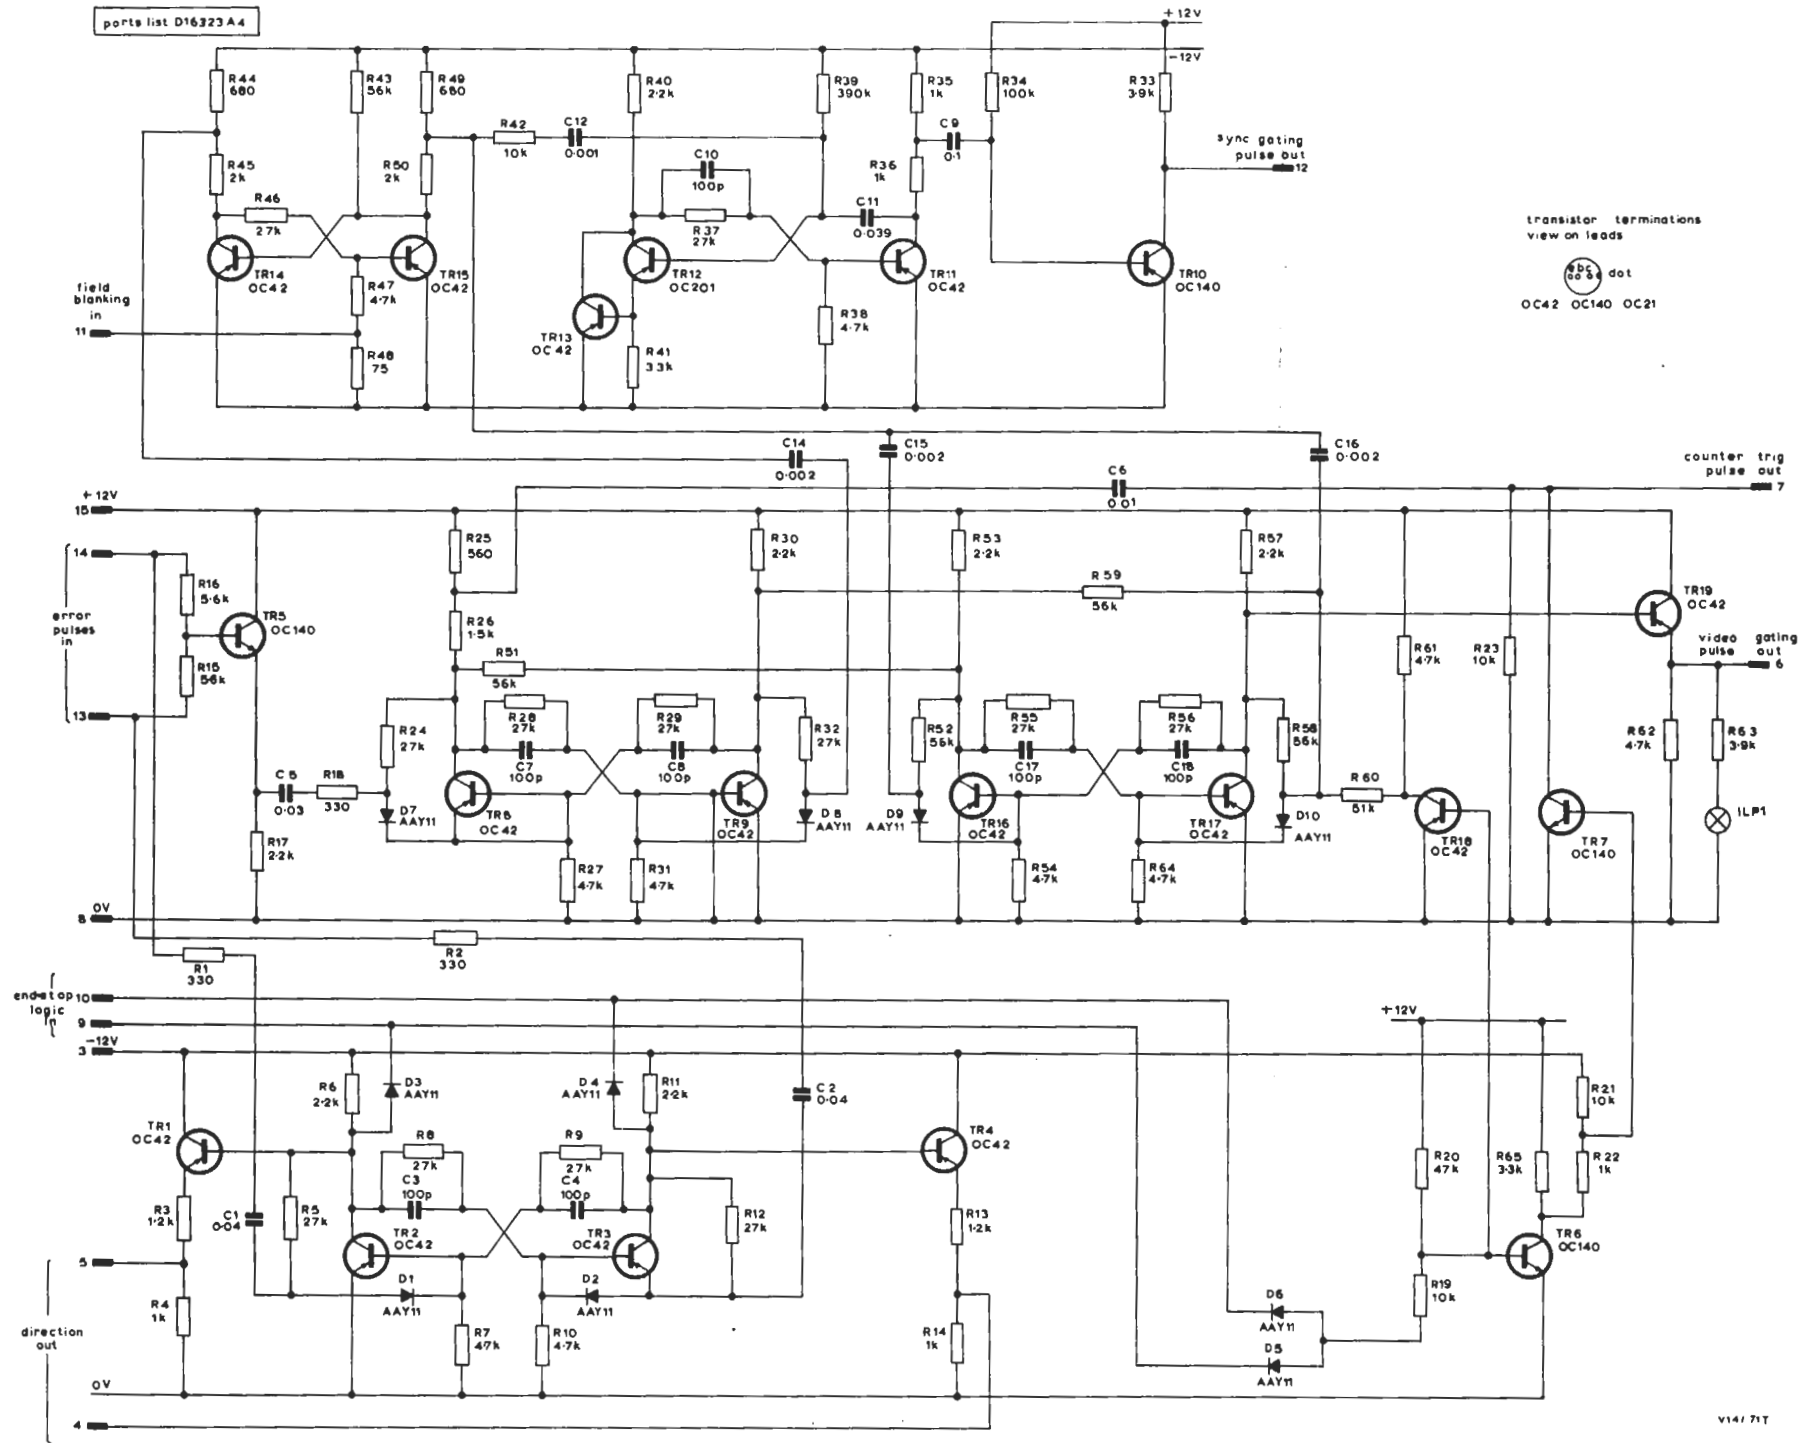 parts list D16323A4
+12V
-12V
R44
680
R43
56k
R49
680
R40
2.2k
R39
390k
R35
1k
R34
100k
R33
3.9k
R42
10k
C12
0.001
C9
0.1
sync gating
pulse out
12
R45
2k
R50
2k
C10
100p
R36
1k
R46
27k
R37
27k
C11
0.039
transistor terminations
view on leads
ebc
dot
OC42 OC140 OC21
TR14
OC42
TR15
OC42
TR12
OC201
TR11
OC42
TR10
OC140
field
blanking
in
11
R47
4.7k
R48
75
TR13
OC42
R41
33k
R38
4.7k
C14
0.002
C15
0.002
C16
0.002
C6
0.01
counter trig
pulse out
7
+12V
15
14
error
pulses
in
13
R16
5.6k
R15
5.6k
TR5
OC140
R25
560
R26
1.5k
R30
2.2k
R53
2.2k
R57
2.2k
R59
56k
R51
56k
R61
4.7k
R23
10k
TR19
OC42
video gating
pulse out
6
R24
27k
R28
27k
C7
100p
R29
27k
C8
100p
R32
27k
R52
56k
R55
27k
C17
100p
R56
27k
C18
100p
R58
56k
R62
4.7k
R63
3.9k
C5
0.03
R18
330
D7
AAY11
TR8
OC42
TR9
OC42
D8
AAY11
D9
AAY11
TR16
OC42
TR17
OC42
D10
AAY11
R60
51k
TR18
OC42
TR7
OC140
ILP1
R17
2.2k
R27
4.7k
R31
4.7k
R54
4.7k
R64
4.7k
0V
8
R2
330
R1
330
end-stop
logic
in
10
9
-12V
3
+12V
R6
2.2k
D3
AAY11
D4
AAY11
R11
2.2k
C2
0.04
R21
10k
TR1
OC42
R8
27k
C3
100p
R9
27k
C4
100p
TR4
OC42
R20
47k
R65
3.3k
R22
1k
R3
1.2k
C1
0.04
R5
27k
TR2
OC42
TR3
OC42
R12
27k
R13
1.2k
TR6
OC140
5
R4
1k
D1
AAY11
D2
AAY11
R19
10k
R7
47k
R10
4.7k
R14
1k
D6
AAY11
D5
AAY11
direction
out
0V
4
V14/71T